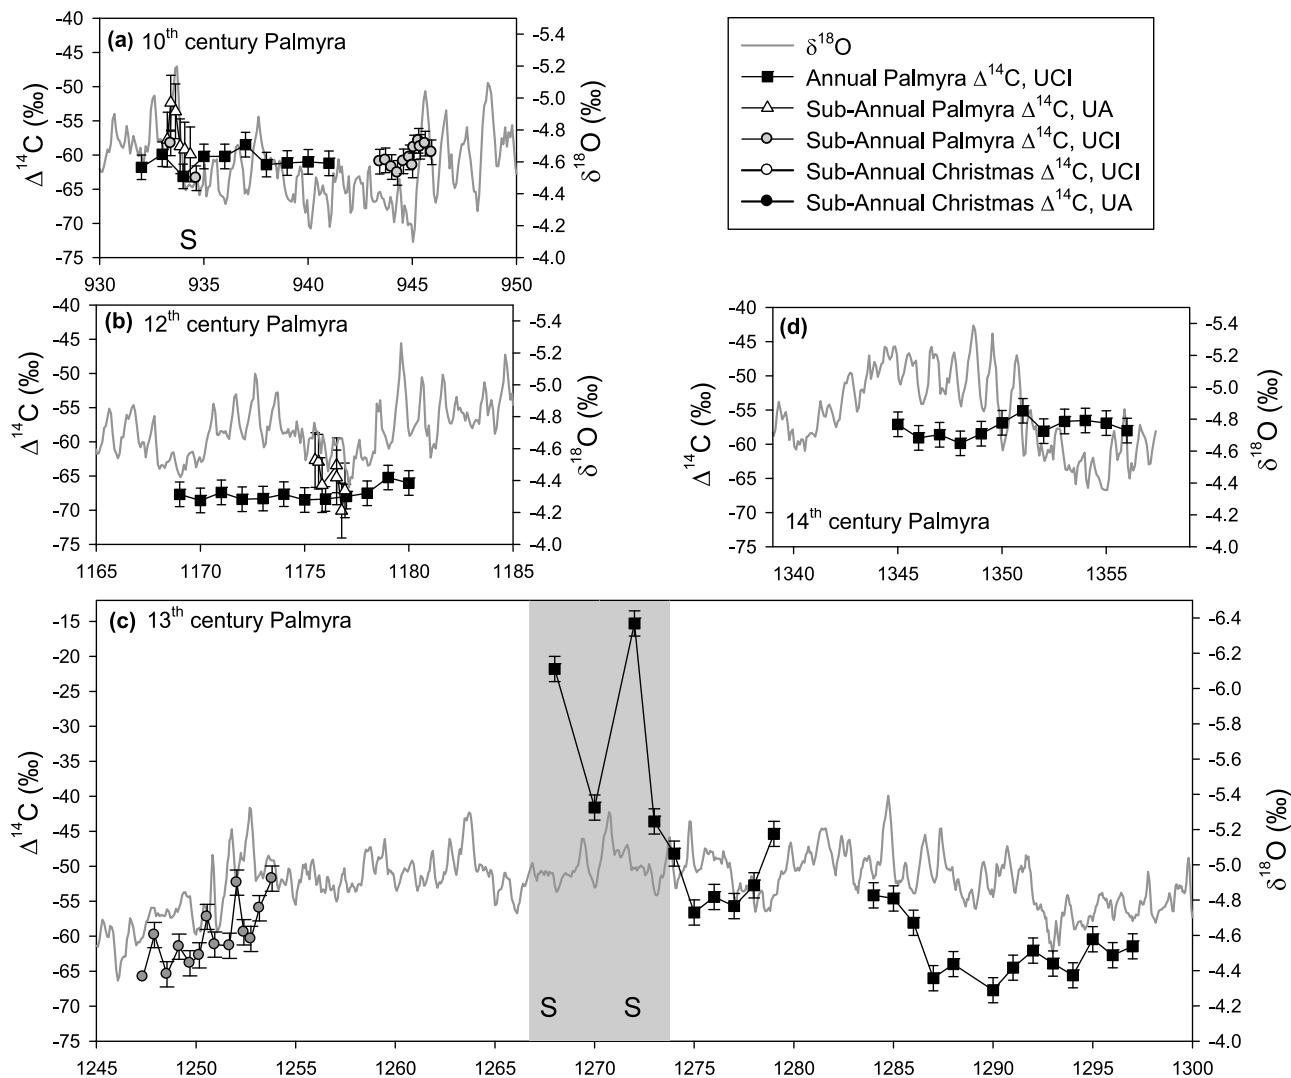 (a) 10th century Palmyra
Δ14C (‰)
-40
-45
-50
-55
-60
-65
-70
-75
S
930 935 940 945 950
-5.4
-5.2
-5.0
-4.8
-4.6
-4.4
-4.2
-4.0
δ18O (‰)
δ18O
Annual Palmyra Δ14C, UCI
Sub-Annual Palmyra Δ14C, UA
Sub-Annual Palmyra Δ14C, UCI
Sub-Annual Christmas Δ14C, UCI
Sub-Annual Christmas Δ14C, UA
(b) 12th century Palmyra
Δ14C (‰)
-40
-45
-50
-55
-60
-65
-70
-75
1165 1170 1175 1180 1185
-5.4
-5.2
-5.0
-4.8
-4.6
-4.4
-4.2
-4.0
δ18O (‰)
(d)
14th century Palmyra
Δ14C (‰)
-40
-45
-50
-55
-60
-65
-70
-75
1340 1345 1350 1355
-5.4
-5.2
-5.0
-4.8
-4.6
-4.4
-4.2
-4.0
δ18O (‰)
(c) 13th century Palmyra
Δ14C (‰)
-15
-20
-25
-30
-35
-40
-45
-50
-55
-60
-65
-70
-75
S S
1245 1250 1255 1260 1265 1270 1275 1280 1285 1290 1295 1300
-6.4
-6.2
-6.0
-5.8
-5.6
-5.4
-5.2
-5.0
-4.8
-4.6
-4.4
-4.2
-4.0
δ18O (‰)